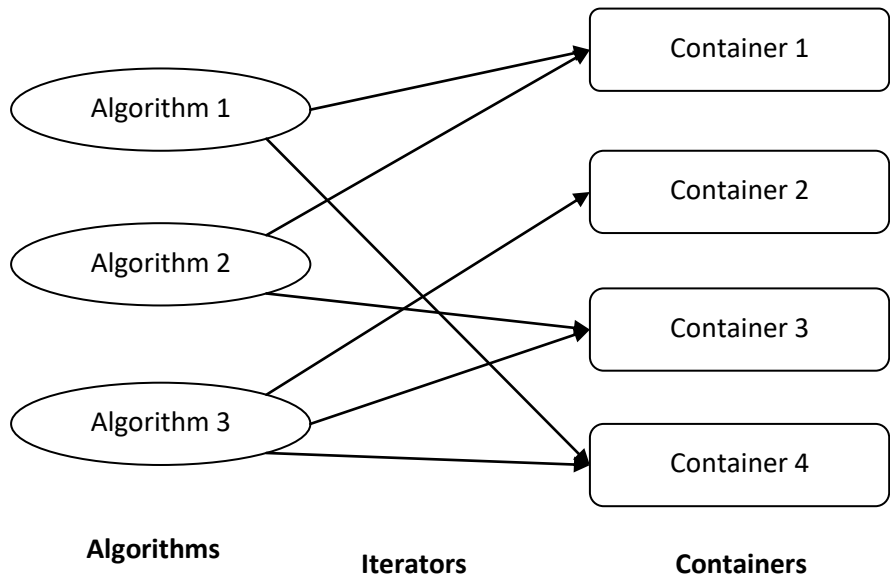 Container 1
Algorithm 1
Container 2
Algorithm 2
Container 3
Algorithm 3
Container 4
Algorithms
Iterators
Containers